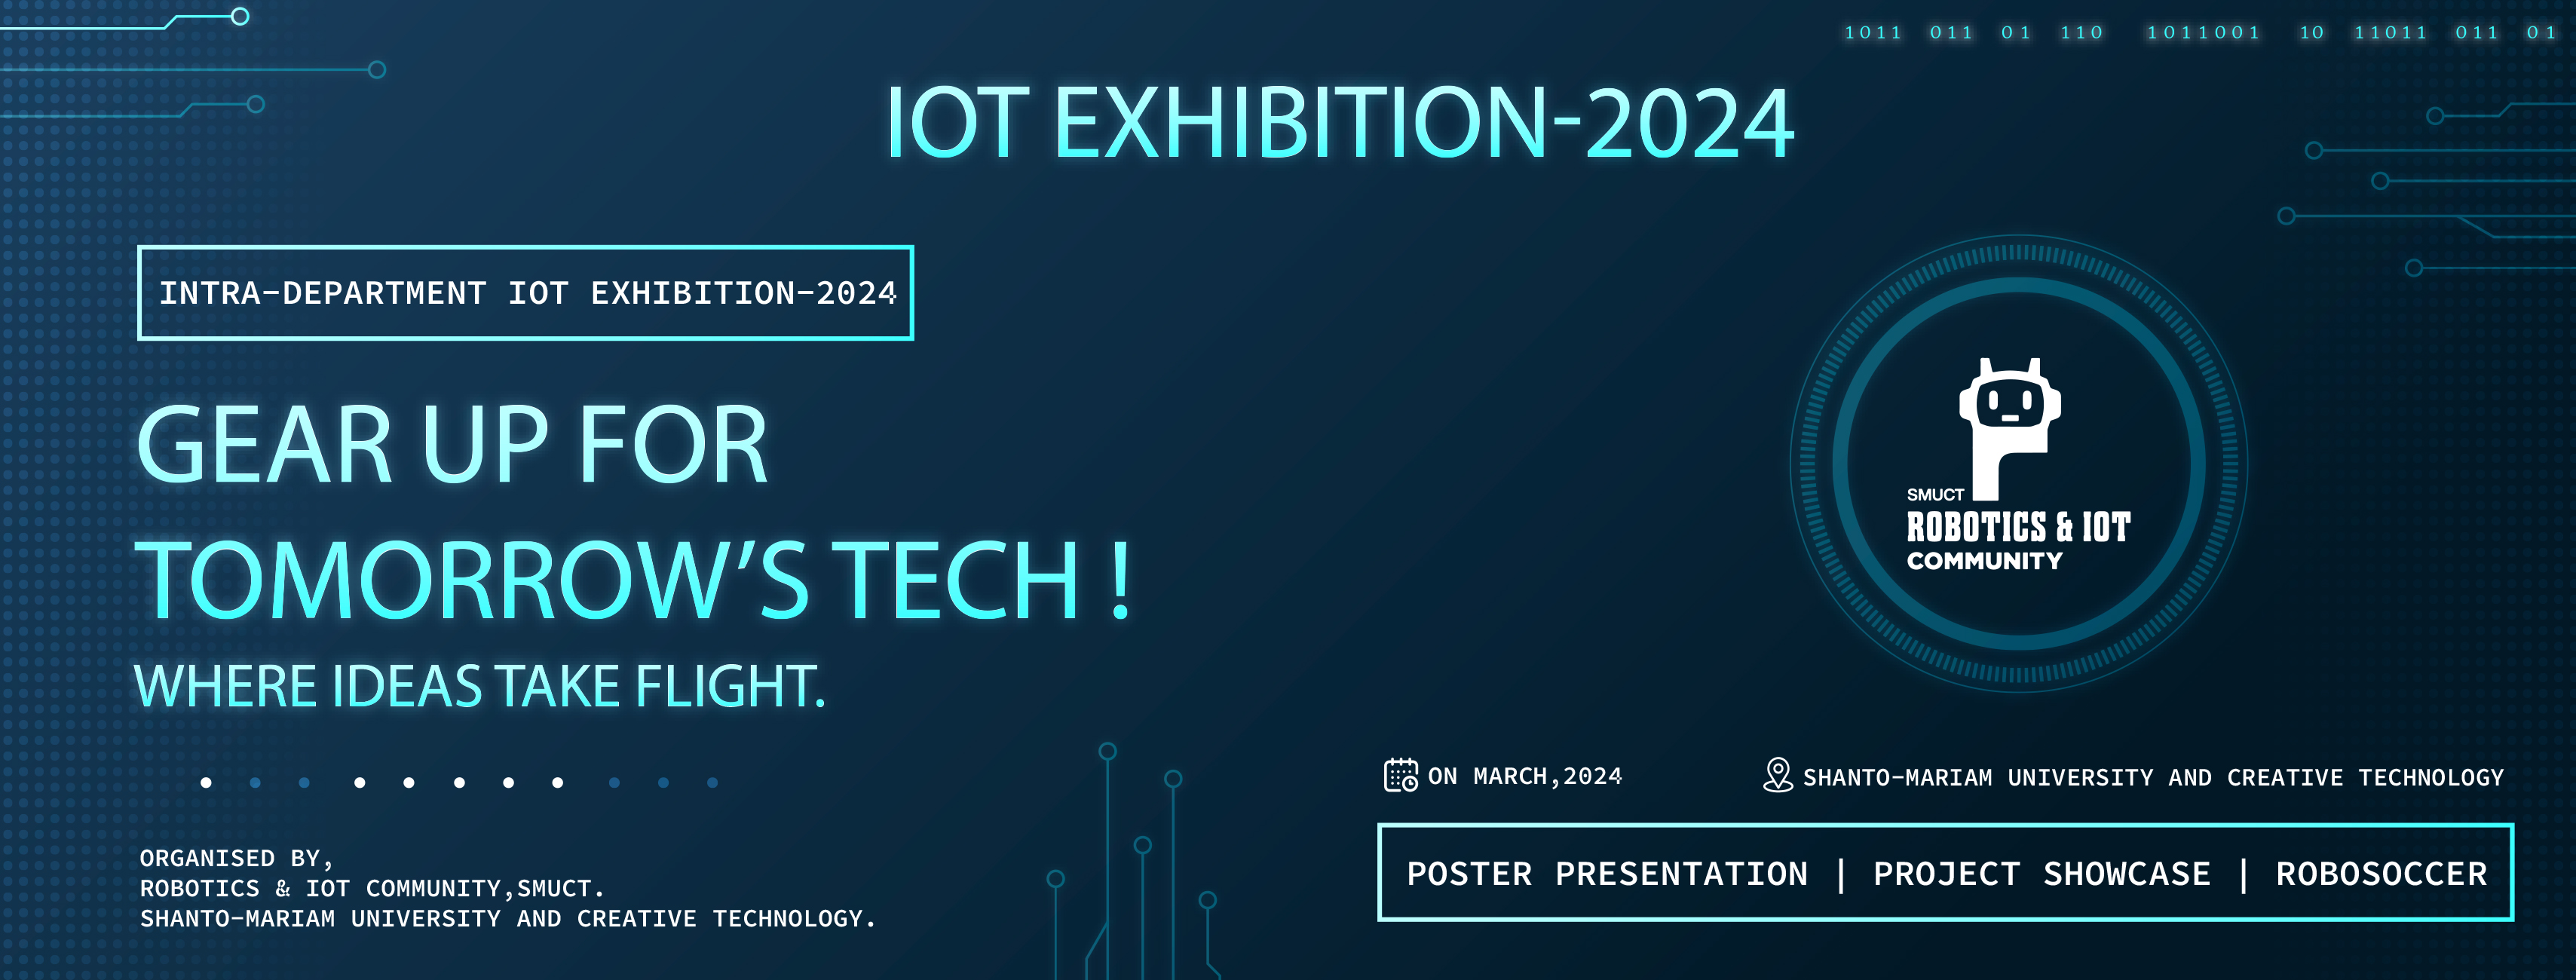 1011 011 01 110 1011001 10 11011 011 01
IOT EXHIBITION-2024
INTRA-DEPARTMENT IOT EXHIBITION-2024
GEAR UP FOR
TOMORROW'S TECH !
WHERE IDEAS TAKE FLIGHT.
SMUCT
ROBOTICS & IOT
COMMUNITY
ON MARCH,2024
SHANTO-MARIAM UNIVERSITY AND CREATIVE TECHNOLOGY
POSTER PRESENTATION | PROJECT SHOWCASE | ROBOSOCCER
ORGANISED BY,
ROBOTICS & IOT COMMUNITY,SMUCT.
SHANTO-MARIAM UNIVERSITY AND CREATIVE TECHNOLOGY.